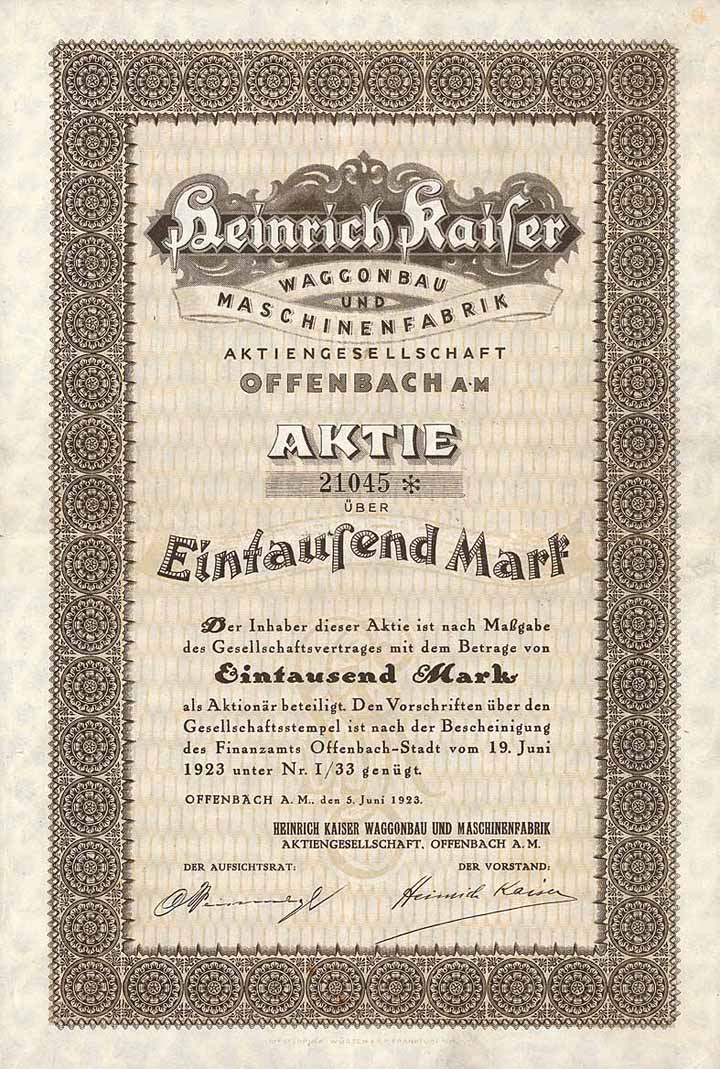 Heinrich Kaiser
WAGGONBAU
UND
MASCHINENFABRIK
AKTIENGESELLSCHAFT
OFFENBACH A·M
AKTIE
21045 *
ÜBER
Eintausend Mark
Der Inhaber dieser Aktie ist nach Maßgabe
des Gesellschaftsvertrages mit dem Betrage von
Eintausend Mark
als Aktionär beteiligt. Den Vorschriften über den
Gesellschaftsstempel ist nach der Bescheinigung
des Finanzamts Offenbach-Stadt vom 19. Juni
1923 unter Nr. I/33 genügt.
OFFENBACH A. M., den 5. Juni 1923.
HEINRICH KAISER WAGGONBAU UND MASCHINENFABRIK
AKTIENGESELLSCHAFT, OFFENBACH A. M.
DER AUFSICHTSRAT: DER VORSTAND:
Heinrich Kaiser